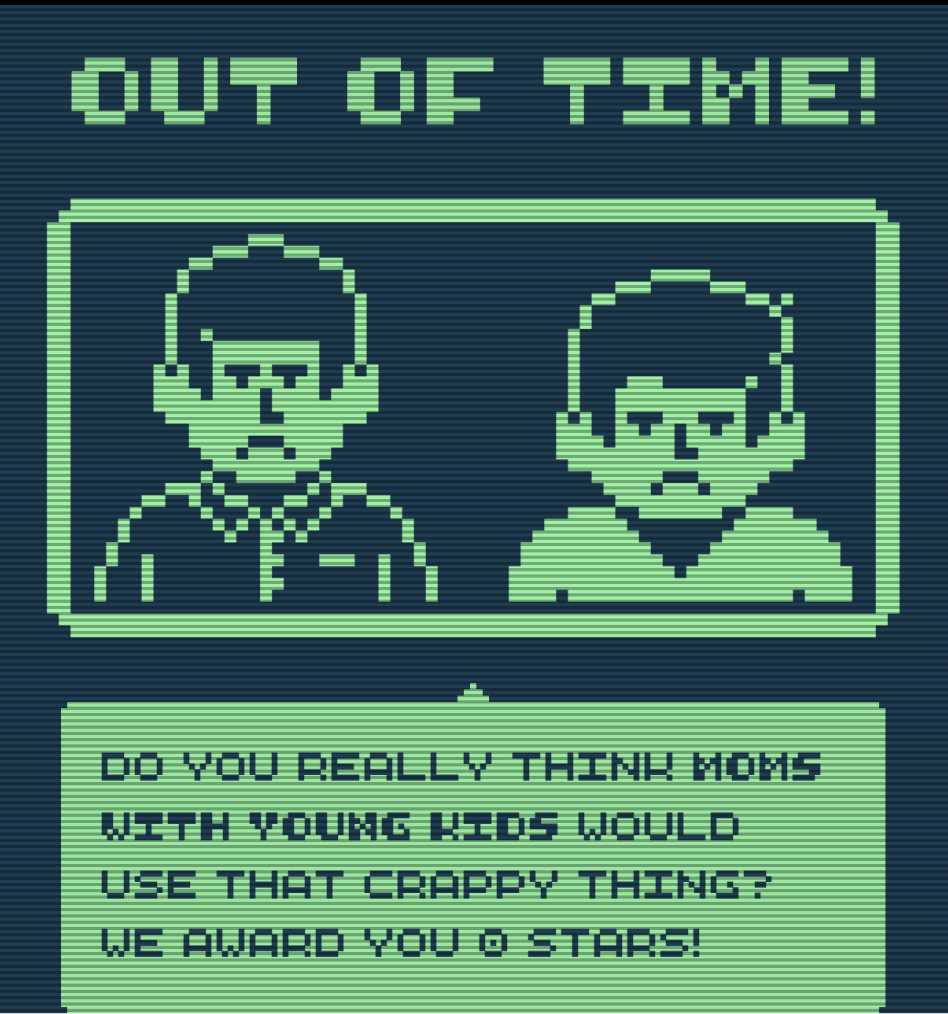 OUT OF TIME!
DO YOU REALLY THINK MOMS
WITH YOUNG KIDS WOULD
USE THAT CRAPPY THING?
WE AWARD YOU 0 STARS!